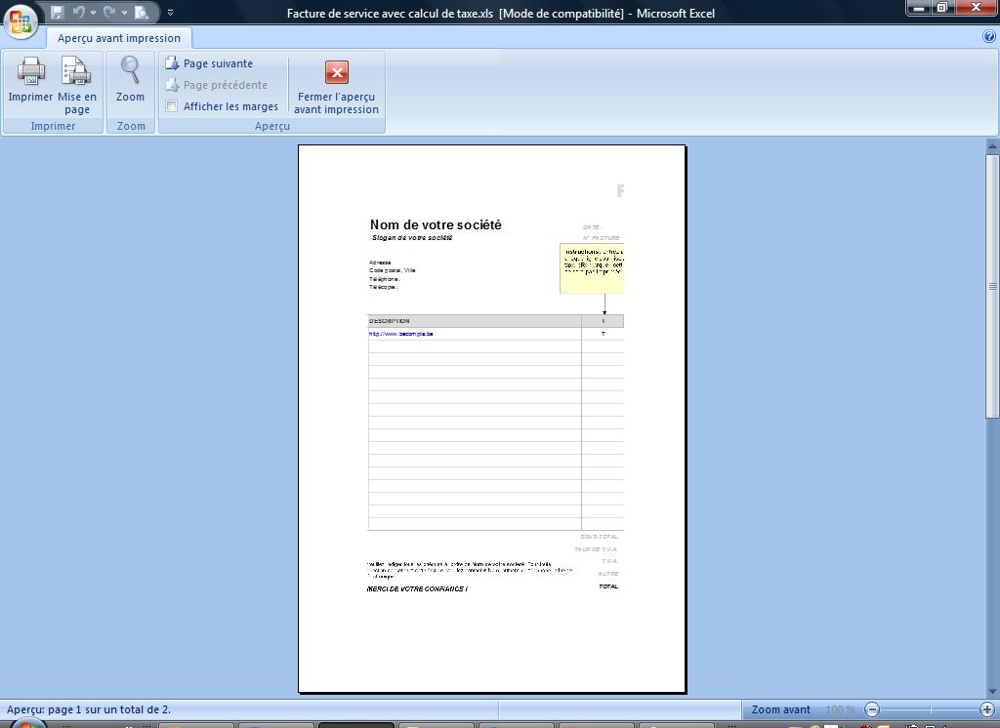 Facture de service avec calcul de taxe.xls [Mode de compatibilité] - Microsoft Excel
Aperçu avant impression
Imprimer
Mise en page
Zoom
Page suivante
Page précédente
Afficher les marges
Fermer l'aperçu
avant impression
Imprimer
Zoom
Aperçu
F
Nom de votre société
Slogan de votre société
DATE :
N° FACTURE
Instructions:
Adresse
Code postal, Ville
Téléphone:
Télécopie:
DESCRIPTION
T
http://www.becompta.be
T
SOUS-TOTAL
TAUX DE T.V.A.
T.V.A.
AUTRE
TOTAL
MERCI DE VOTRE CONFIANCE !
Aperçu: page 1 sur un total de 2.
Zoom avant
100 %